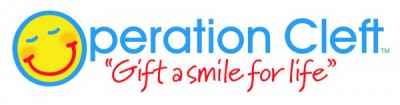 Operation Cleft™
"Gift a smile for life"